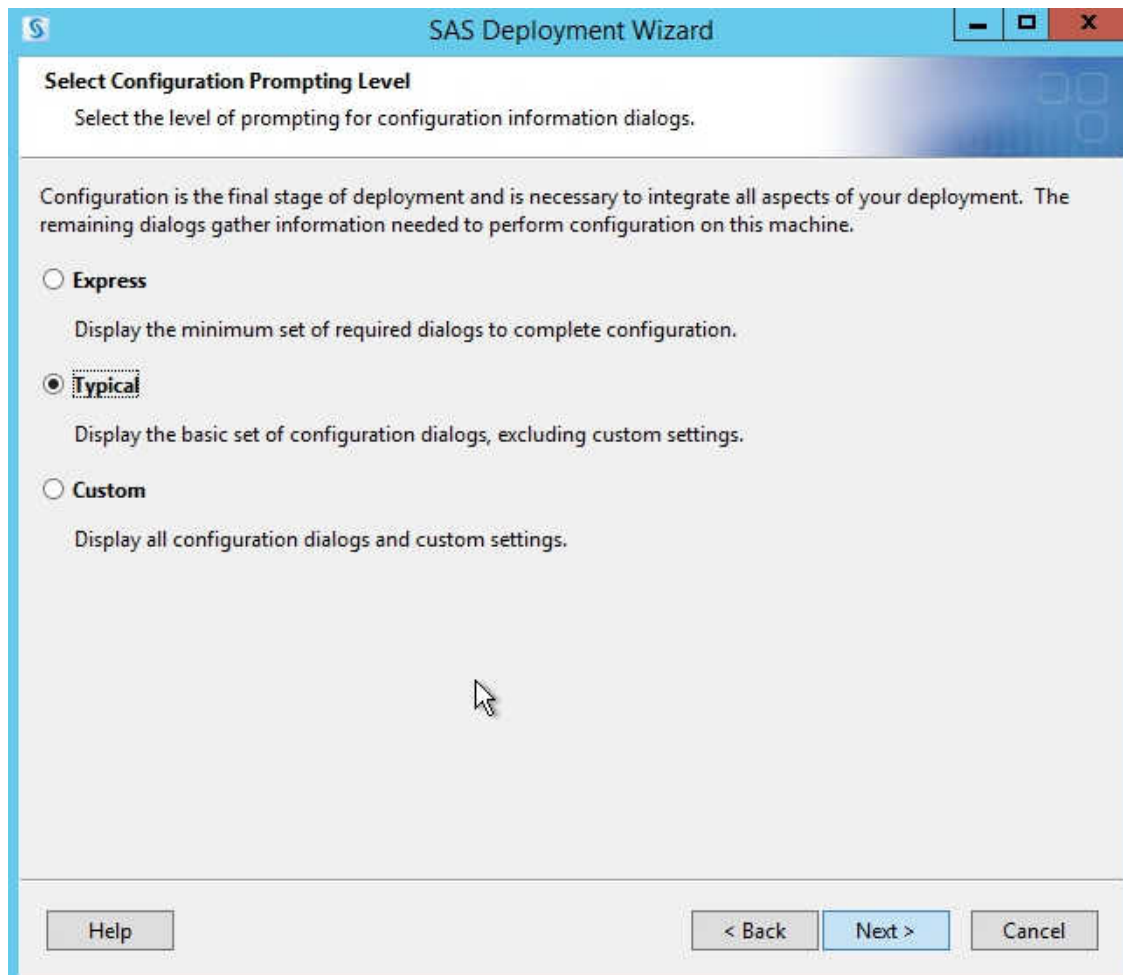 SAS Deployment Wizard
Select Configuration Prompting Level
Select the level of prompting for configuration information dialogs.
Configuration is the final stage of deployment and is necessary to integrate all aspects of your deployment. The
remaining dialogs gather information needed to perform configuration on this machine.
Express
Display the minimum set of required dialogs to complete configuration.
Typical
Display the basic set of configuration dialogs, excluding custom settings.
Custom
Display all configuration dialogs and custom settings.
Help < Back Next > Cancel